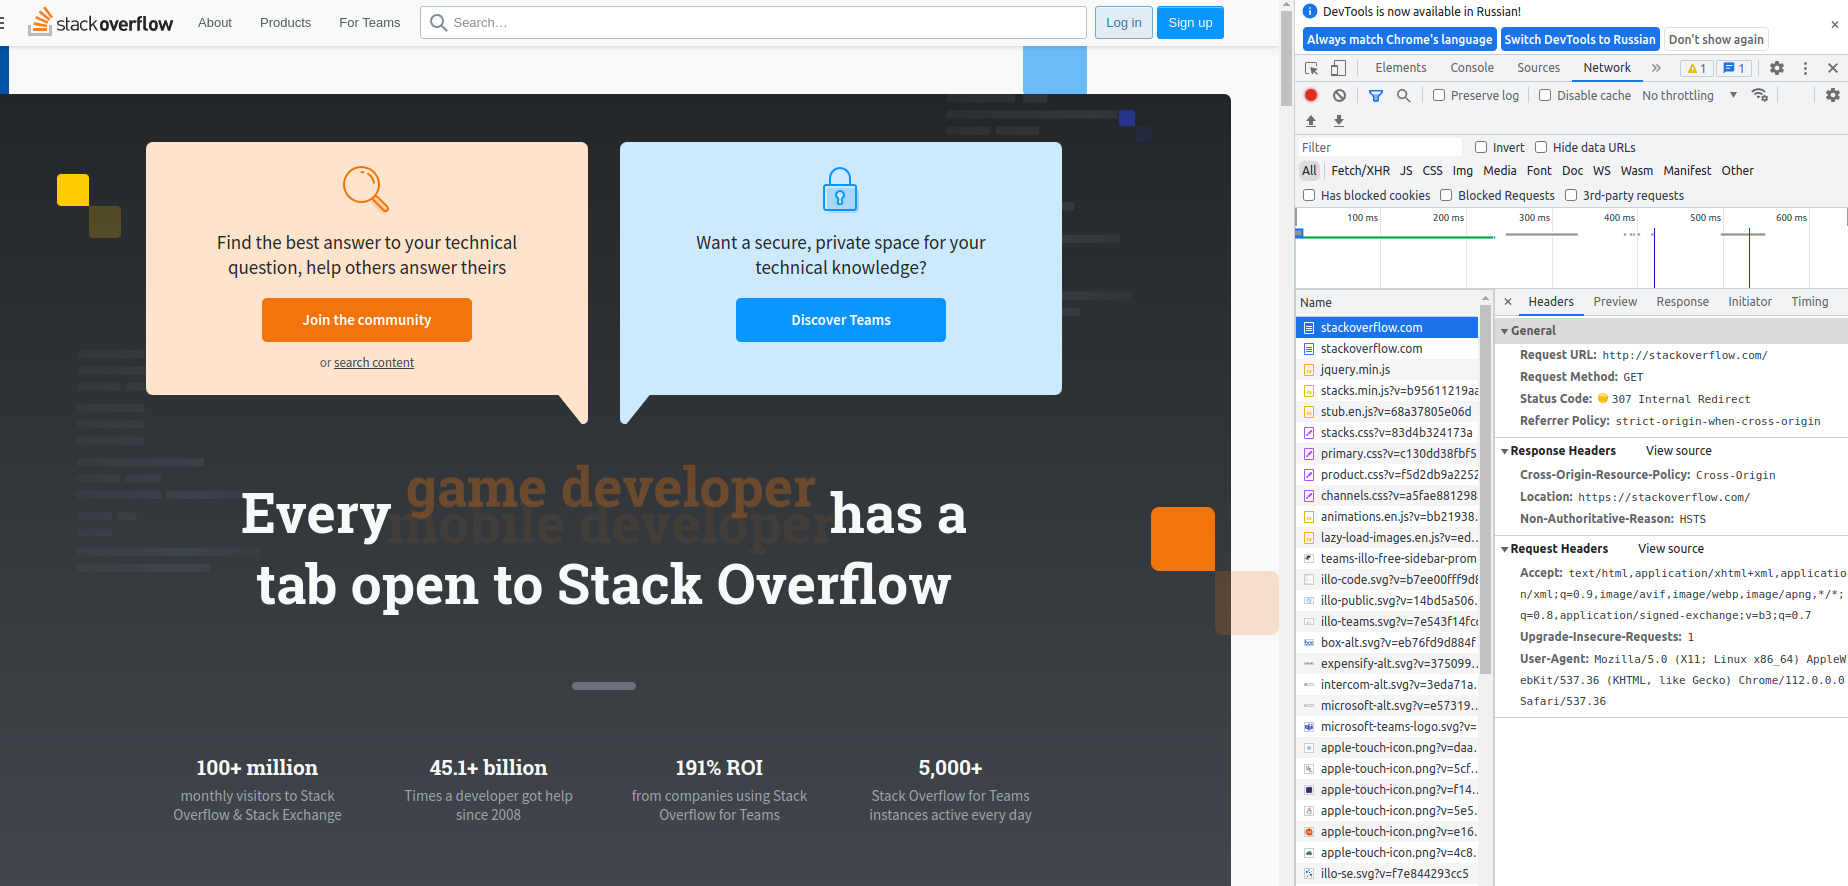 stackoverflow
About
Products
For Teams
Search…
Log in
Sign up
Find the best answer to your technical
question, help others answer theirs
Join the community
or search content
Want a secure, private space for your
technical knowledge?
Discover Teams
game developer
mobile developer
Every has a
tab open to Stack Overflow
100+ million
monthly visitors to Stack
Overflow & Stack Exchange
45.1+ billion
Times a developer got help
since 2008
191% ROI
from companies using Stack
Overflow for Teams
5,000+
Stack Overflow for Teams
instances active every day
DevTools is now available in Russian!
Always match Chrome's language
Switch DevTools to Russian
Don't show again
Elements
Console
Sources
Network
1
1
Preserve log
Disable cache
No throttling
Filter
Invert
Hide data URLs
All
Fetch/XHR
JS
CSS
Img
Media
Font
Doc
WS
Wasm
Manifest
Other
Has blocked cookies
Blocked Requests
3rd-party requests
100 ms
200 ms
300 ms
400 ms
500 ms
600 ms
Name
stackoverflow.com
stackoverflow.com
jquery.min.js
stacks.min.js?v=b95611219aa
stub.en.js?v=68a37805e06d
stacks.css?v=83d4b324173a
primary.css?v=c130dd38fbf5
product.css?v=f5d2db9a2252
channels.css?v=a5fae881298
animations.en.js?v=bb21938…
lazy-load-images.en.js?v=ed…
teams-illo-free-sidebar-prom
illo-code.svg?v=b7ee00fff9d8
illo-public.svg?v=14bd5a506…
illo-teams.svg?v=7e543f14fcc
box-alt.svg?v=eb76fd9d884f
expensify-alt.svg?v=375099…
intercom-alt.svg?v=3eda71a…
microsoft-alt.svg?v=e57319…
microsoft-teams-logo.svg?v=
apple-touch-icon.png?v=daa…
apple-touch-icon.png?v=5cf…
apple-touch-icon.png?v=f14…
apple-touch-icon.png?v=5e5…
apple-touch-icon.png?v=e16…
apple-touch-icon.png?v=4c8…
illo-se.svg?v=f7e844293cc5
Headers
Preview
Response
Initiator
Timing
General
Request URL: http://stackoverflow.com/
Request Method: GET
Status Code: 307 Internal Redirect
Referrer Policy: strict-origin-when-cross-origin
Response Headers
View source
Cross-Origin-Resource-Policy: Cross-Origin
Location: https://stackoverflow.com/
Non-Authoritative-Reason: HSTS
Request Headers
View source
Accept: text/html,application/xhtml+xml,applicatio
n/xml;q=0.9,image/avif,image/webp,image/apng,*/*;
q=0.8,application/signed-exchange;v=b3;q=0.7
Upgrade-Insecure-Requests: 1
User-Agent: Mozilla/5.0 (X11; Linux x86_64) AppleW
ebKit/537.36 (KHTML, like Gecko) Chrome/112.0.0.0
Safari/537.36